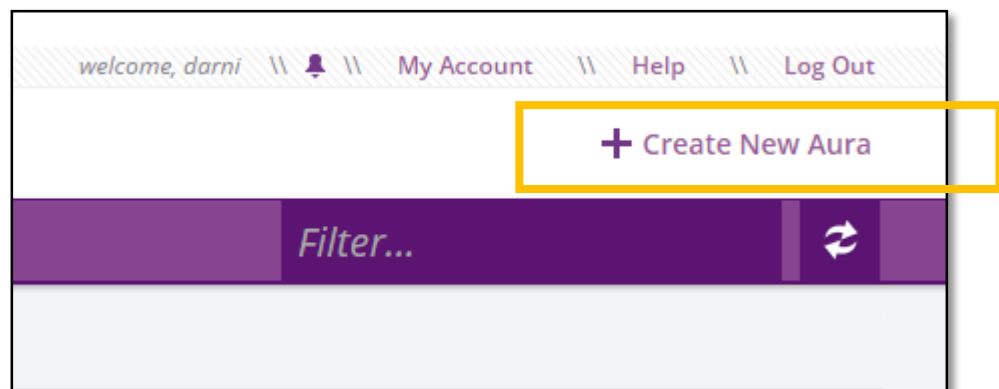 welcome, darni \\ \\ My Account \\ Help \\ Log Out
Create New Aura
Filter...